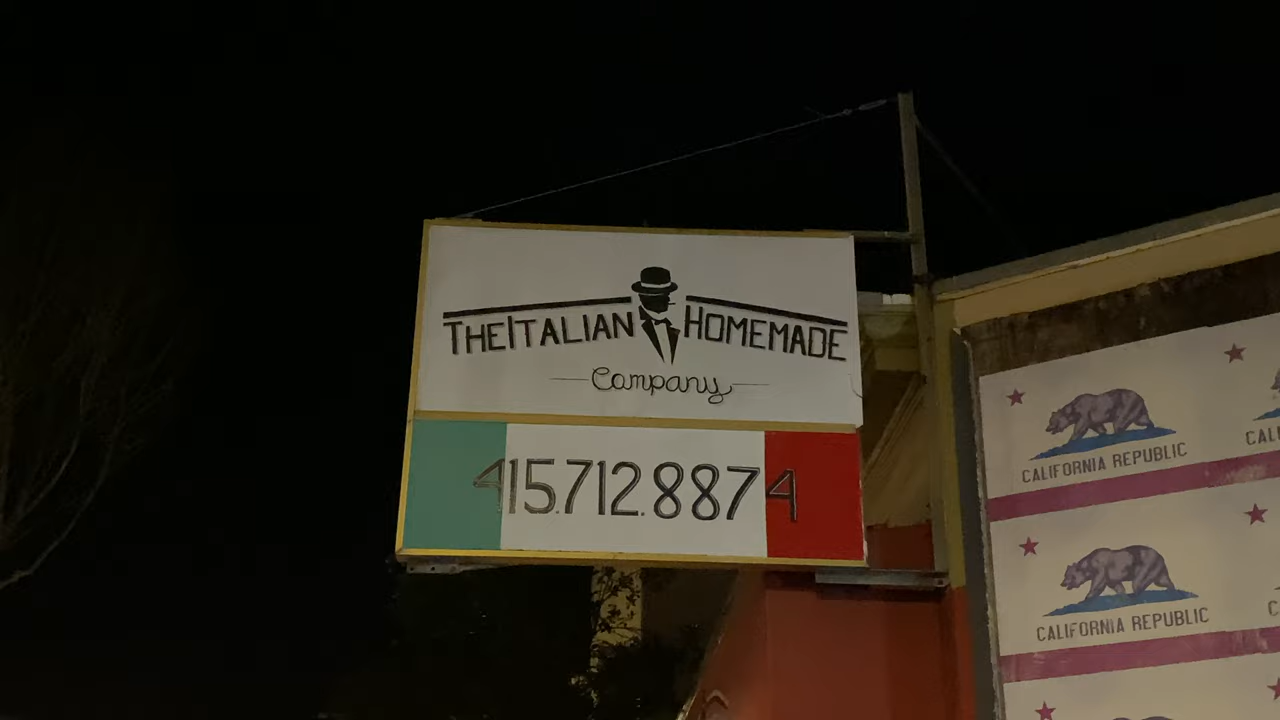 THEITALIAN HOMEMADE
Company
415.712.8874
CALIFORNIA REPUBLIC
CALIFORNIA REPUBLIC